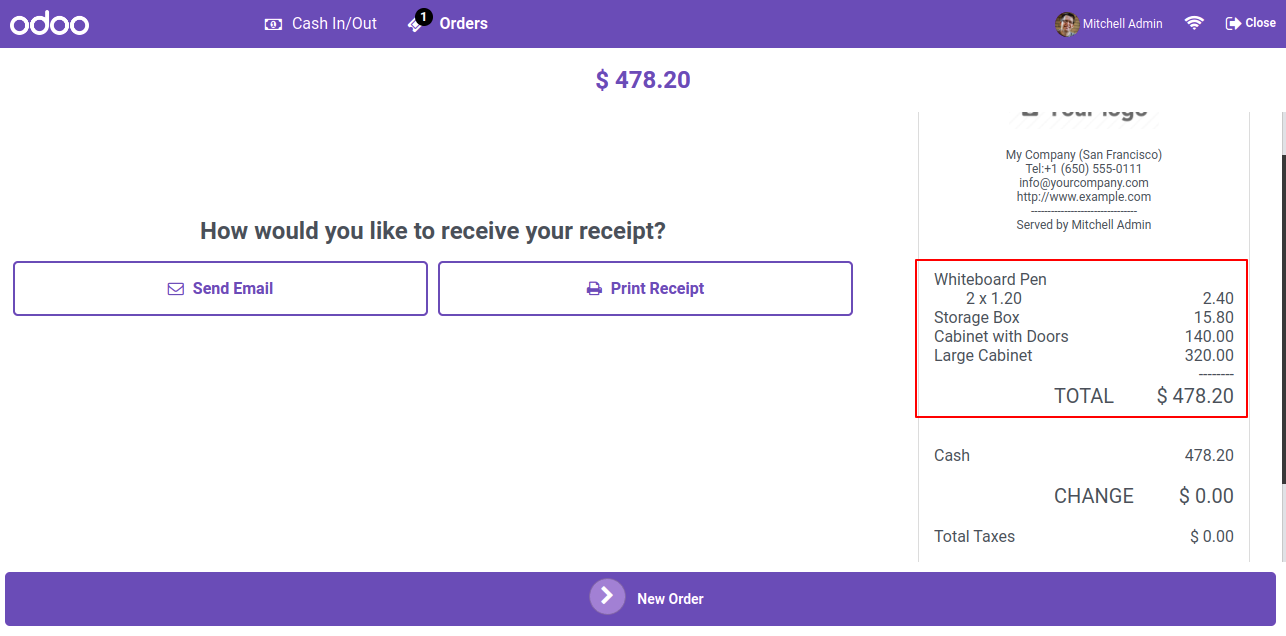 odoo
Cash In/Out
1
Orders
Mitchell Admin
Close
$ 478.20
How would you like to receive your receipt?
Send Email
Print Receipt
Your logo
My Company (San Francisco)
Tel:+1 (650) 555-0111
info@yourcompany.com
http://www.example.com
--------------------------------
Served by Mitchell Admin
Whiteboard Pen
2 x 1.20 2.40
Storage Box 15.80
Cabinet with Doors 140.00
Large Cabinet 320.00
--------
TOTAL $ 478.20
Cash 478.20
CHANGE $ 0.00
Total Taxes $ 0.00
New Order